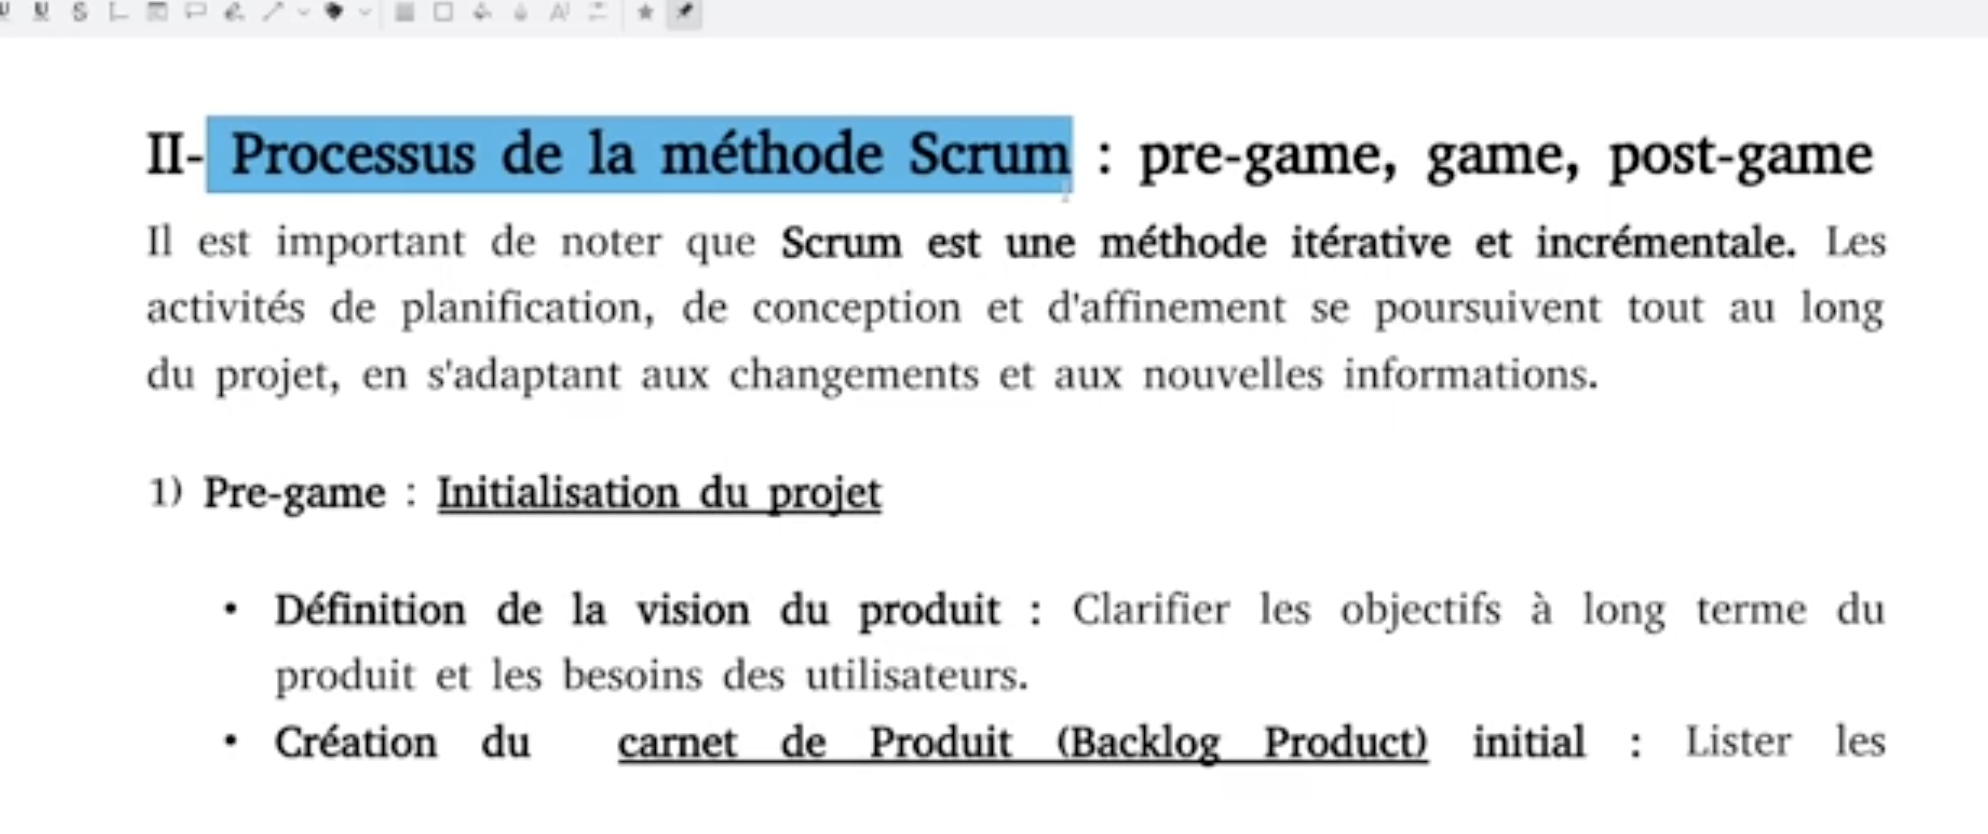 II- Processus de la méthode Scrum : pre-game, game, post-game
Il est important de noter que Scrum est une méthode itérative et incrémentale. Les
activités de planification, de conception et d'affinement se poursuivent tout au long
du projet, en s'adaptant aux changements et aux nouvelles informations.
1) Pre-game : Initialisation du projet
• Définition de la vision du produit : Clarifier les objectifs à long terme du
produit et les besoins des utilisateurs.
• Création du carnet de Produit (Backlog Product) initial : Lister les